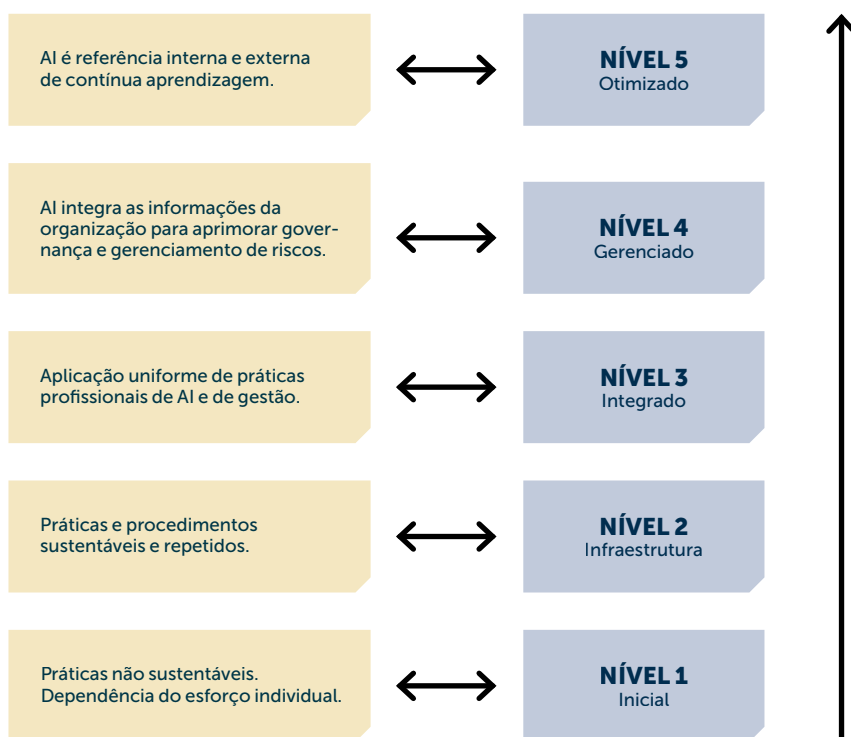 AI é referência interna e externa
de contínua aprendizagem.
NÍVEL 5
Otimizado
AI integra as informações da
organização para aprimorar gover-
nança e gerenciamento de riscos.
NÍVEL 4
Gerenciado
Aplicação uniforme de práticas
profissionais de AI e de gestão.
NÍVEL 3
Integrado
Práticas e procedimentos
sustentáveis e repetidos.
NÍVEL 2
Infraestrutura
Práticas não sustentáveis.
Dependência do esforço individual.
NÍVEL 1
Inicial